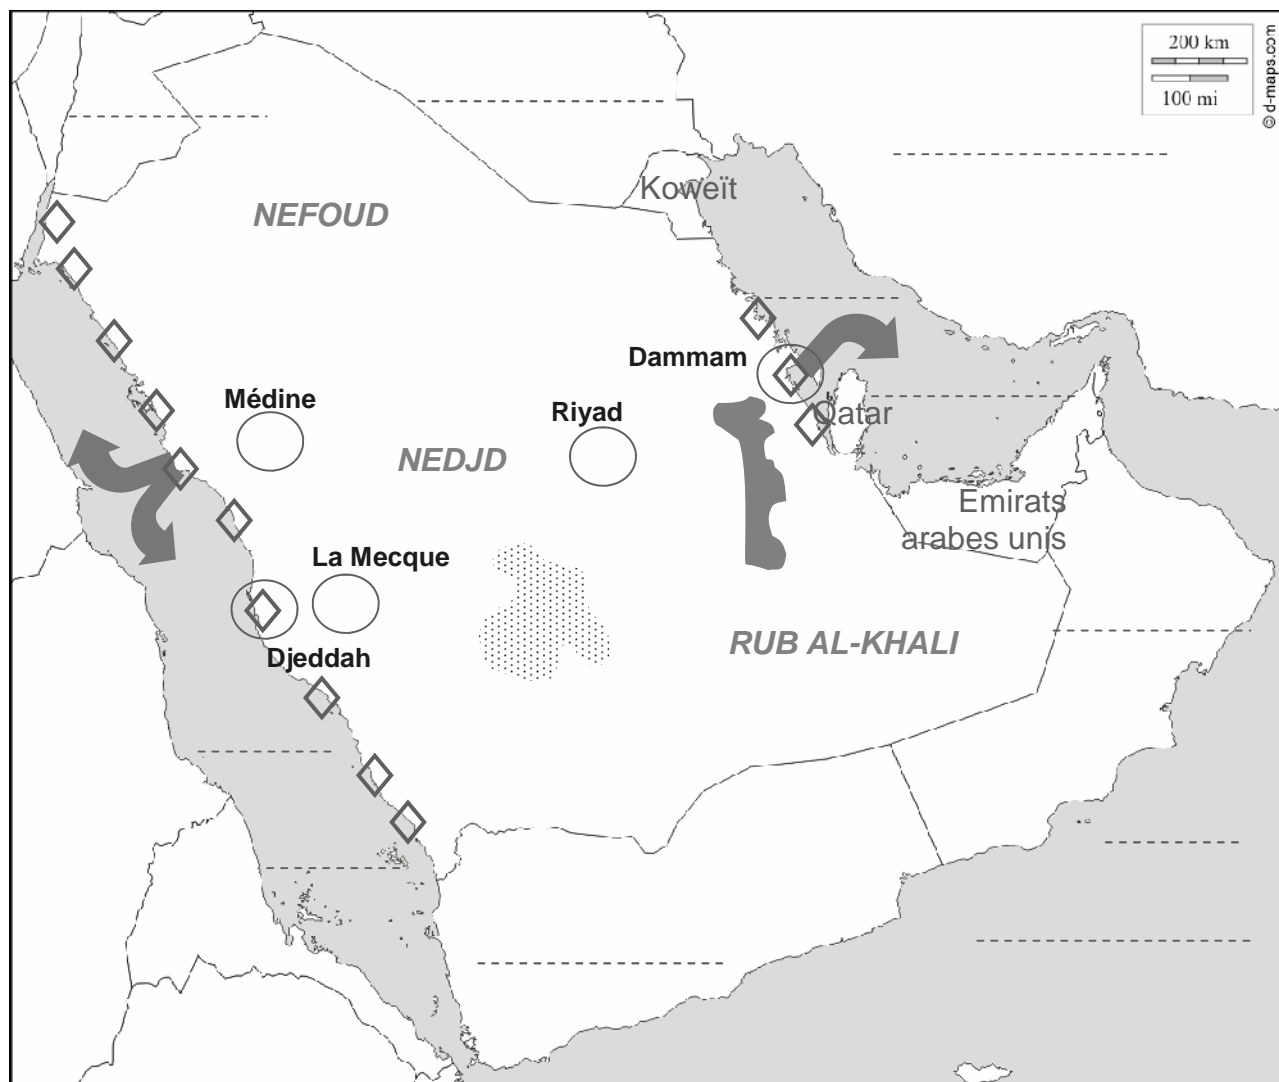 200 km
100 mi
© d-maps.com
Koweït
NEFOUD
Dammam
Médine
Riyad
Qatar
NEDJD
Emirats
arabes unis
La Mecque
RUB AL-KHALI
Djeddah